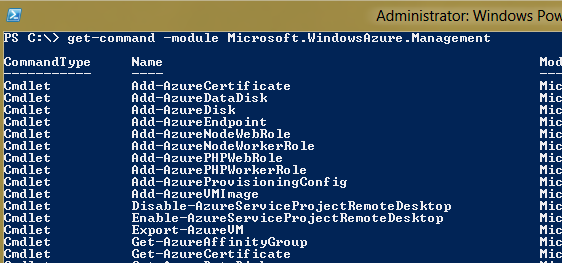 Administrator: Windows Pow
PS C:\> get-command -module Microsoft.WindowsAzure.Management
CommandType Name Mod
----------- ---- ---
Cmdlet Add-AzureCertificate Mic
Cmdlet Add-AzureDataDisk Mic
Cmdlet Add-AzureDisk Mic
Cmdlet Add-AzureEndpoint Mic
Cmdlet Add-AzureNodeWebRole Mic
Cmdlet Add-AzureNodeWorkerRole Mic
Cmdlet Add-AzurePHPWebRole Mic
Cmdlet Add-AzurePHPWorkerRole Mic
Cmdlet Add-AzureProvisioningConfig Mic
Cmdlet Add-AzureVMImage Mic
Cmdlet Disable-AzureServiceProjectRemoteDesktop Mic
Cmdlet Enable-AzureServiceProjectRemoteDesktop Mic
Cmdlet Export-AzureVM Mic
Cmdlet Get-AzureAffinityGroup Mic
Cmdlet Get-AzureCertificate Mic